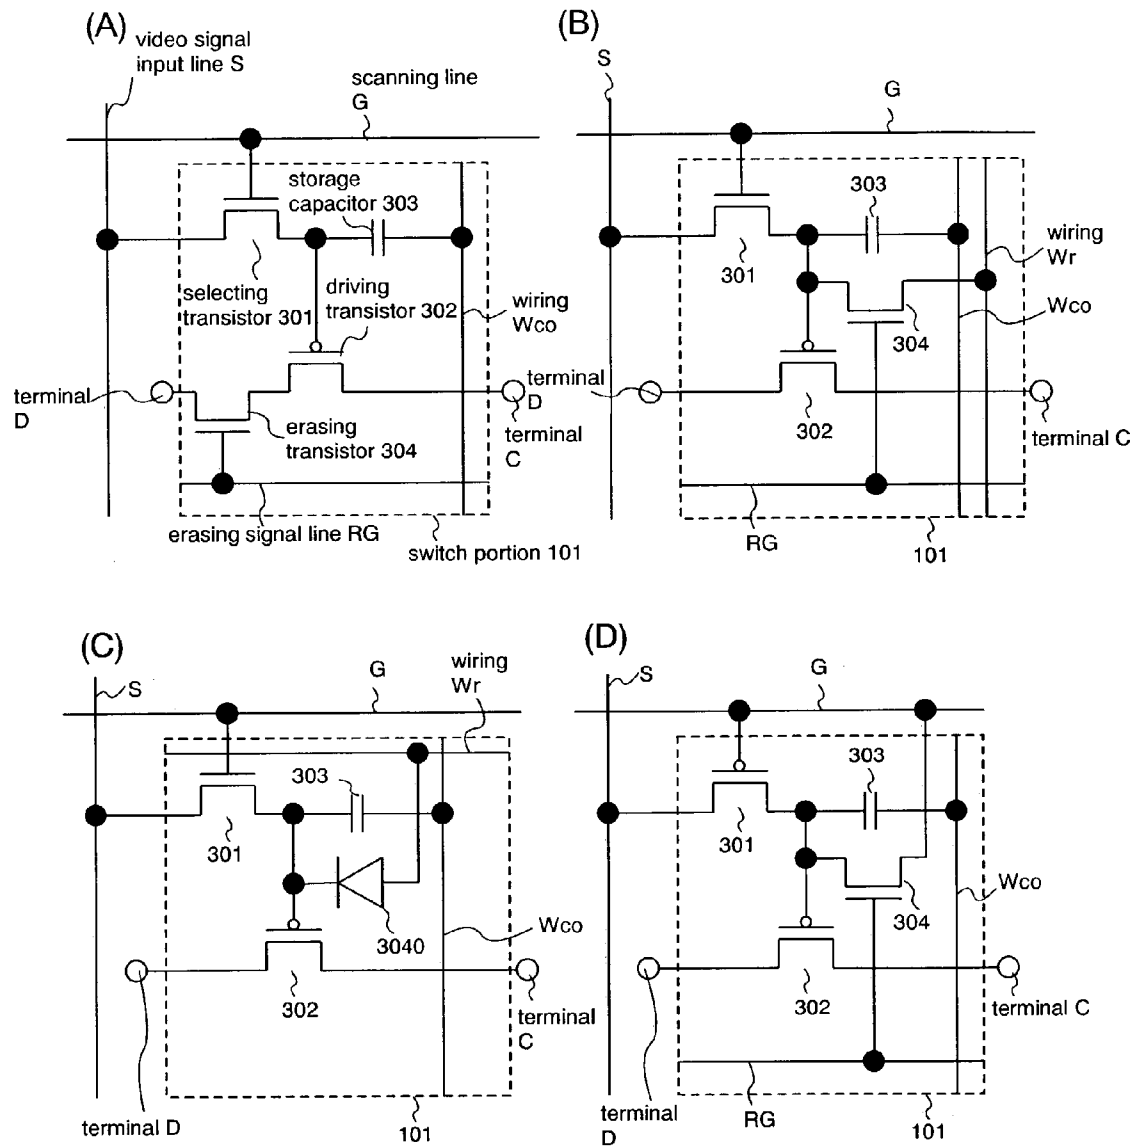 (A)
video signal
input line S
scanning line
G
storage
capacitor 303
selecting
transistor 301
driving
transistor 302
wiring
Wco
terminal
D
erasing
transistor 304
terminal
C
erasing signal line RG
switch portion 101
(B)
S
G
303
301
wiring
Wr
Wco
304
terminal
D
302
terminal C
RG
101
(C)
S
G
wiring
Wr
303
301
3040
Wco
302
terminal
C
terminal D
101
(D)
S
G
303
301
Wco
304
302
terminal C
terminal
D
RG
101